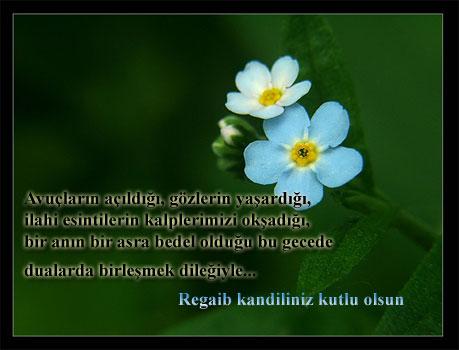 Avuçların açıldığı, gözlerin yaşardığı,
ilahi esintilerin kalplerimizi okşadığı,
bir anın bir asra bedel olduğu bu gecede
dualarda birleşmek dileğiyle...
Regaib kandiliniz kutlu olsun